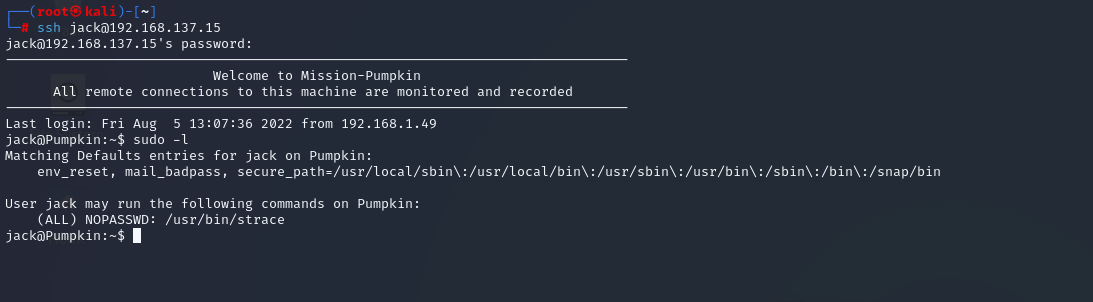 ┌──(root㉿kali)-[~]
└─# ssh jack@192.168.137.15
jack@192.168.137.15's password:
------------------------------------------------------------------------------
                          Welcome to Mission-Pumpkin
      All remote connections to this machine are monitored and recorded
------------------------------------------------------------------------------
Last login: Fri Aug  5 13:07:36 2022 from 192.168.1.49
jack@Pumpkin:~$ sudo -l
Matching Defaults entries for jack on Pumpkin:
    env_reset, mail_badpass, secure_path=/usr/local/sbin\:/usr/local/bin\:/usr/sbin\:/usr/bin\:/sbin\:/bin\:/snap/bin

User jack may run the following commands on Pumpkin:
    (ALL) NOPASSWD: /usr/bin/strace
jack@Pumpkin:~$